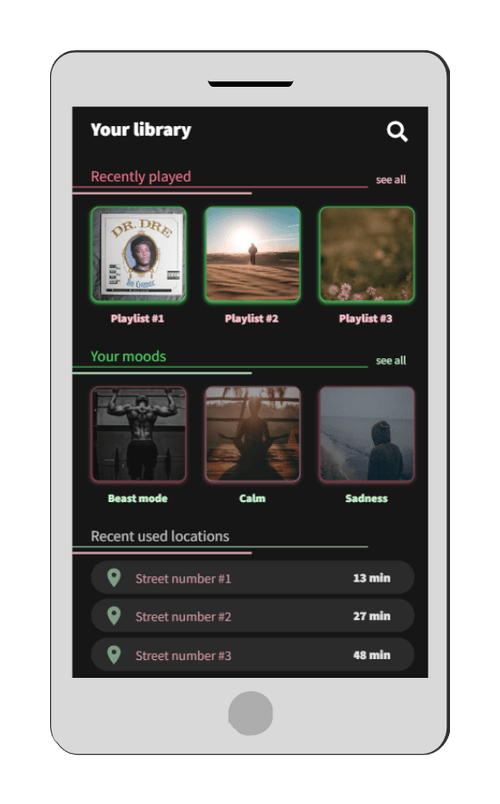 Your library
Recently played
see all
DR. DRE
the Chronic
Playlist #1
Playlist #2
Playlist #3
Your moods
see all
Beast mode
Calm
Sadness
Recent used locations
Street number #1
13 min
Street number #2
27 min
Street number #3
48 min